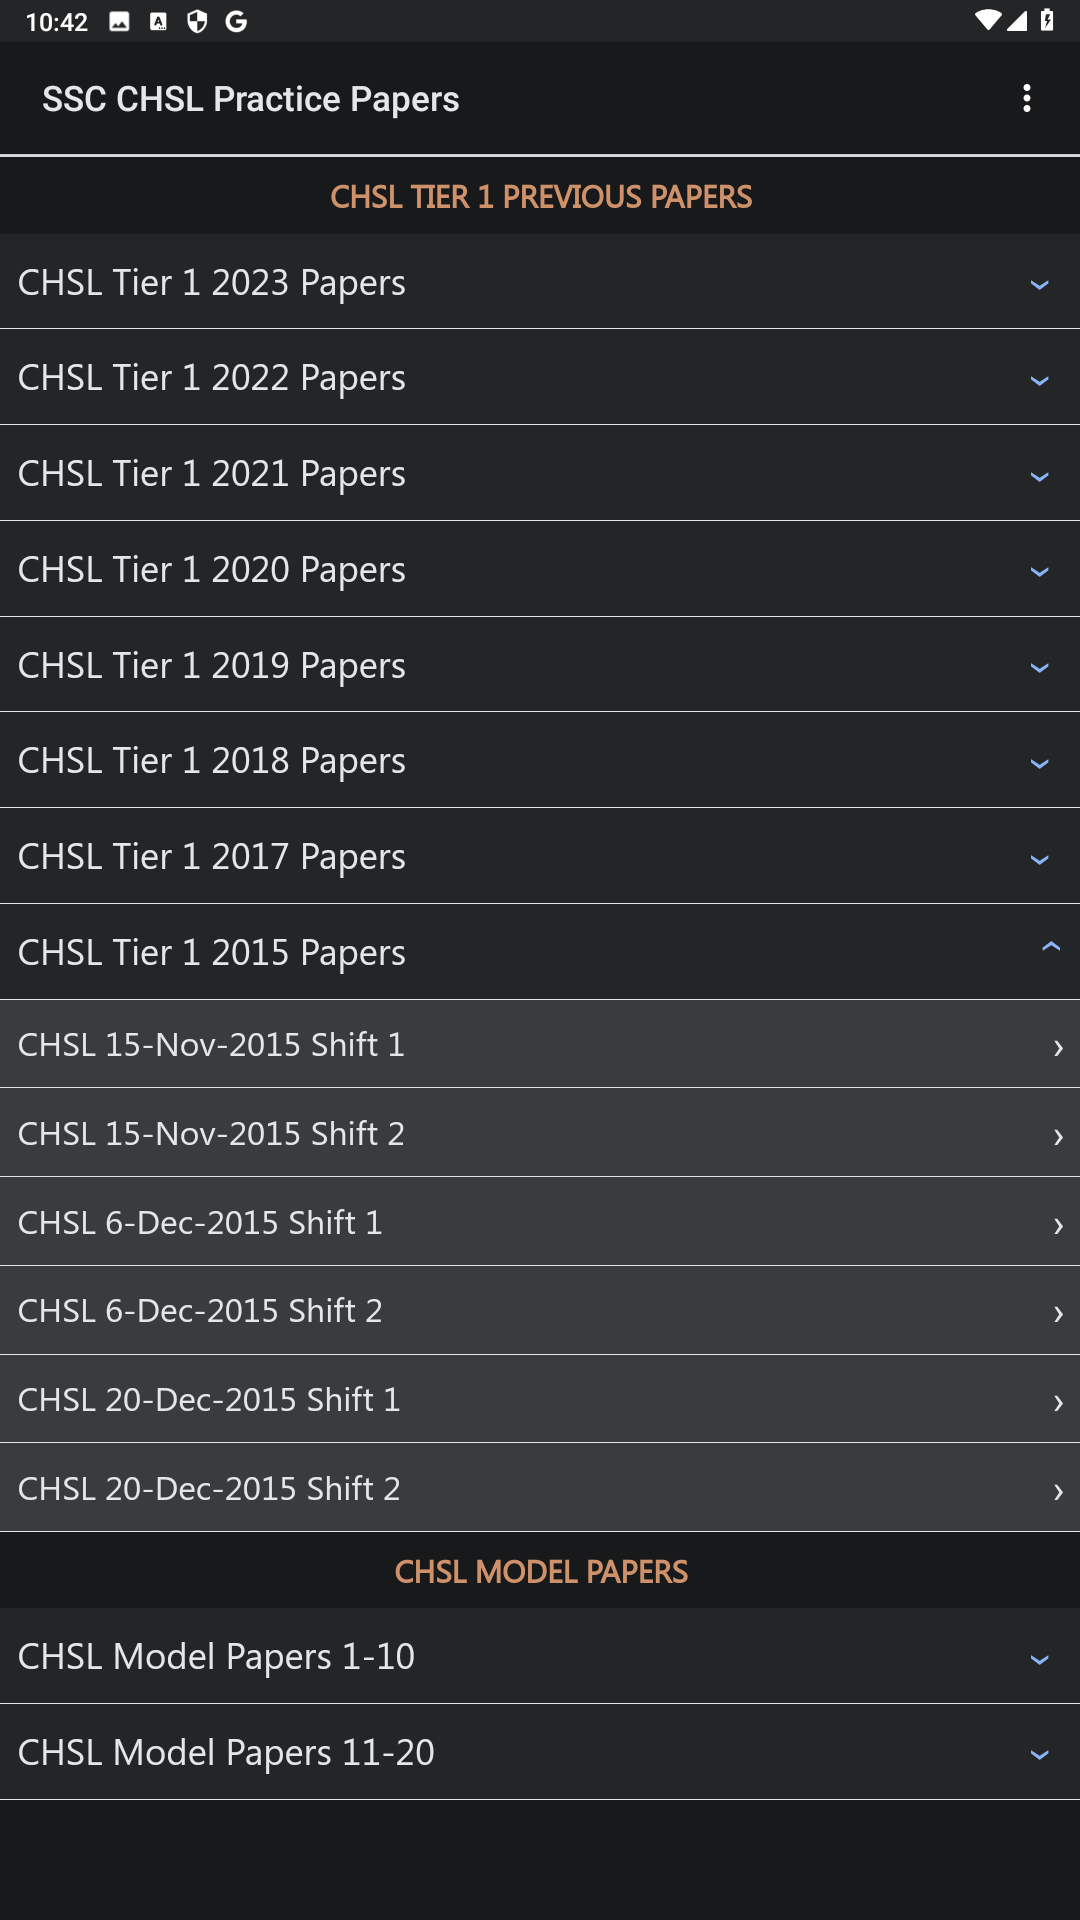 10:42
SSC CHSL Practice Papers
CHSL TIER 1 PREVIOUS PAPERS
CHSL Tier 1 2023 Papers
CHSL Tier 1 2022 Papers
CHSL Tier 1 2021 Papers
CHSL Tier 1 2020 Papers
CHSL Tier 1 2019 Papers
CHSL Tier 1 2018 Papers
CHSL Tier 1 2017 Papers
CHSL Tier 1 2015 Papers
CHSL 15-Nov-2015 Shift 1
CHSL 15-Nov-2015 Shift 2
CHSL 6-Dec-2015 Shift 1
CHSL 6-Dec-2015 Shift 2
CHSL 20-Dec-2015 Shift 1
CHSL 20-Dec-2015 Shift 2
CHSL MODEL PAPERS
CHSL Model Papers 1-10
CHSL Model Papers 11-20